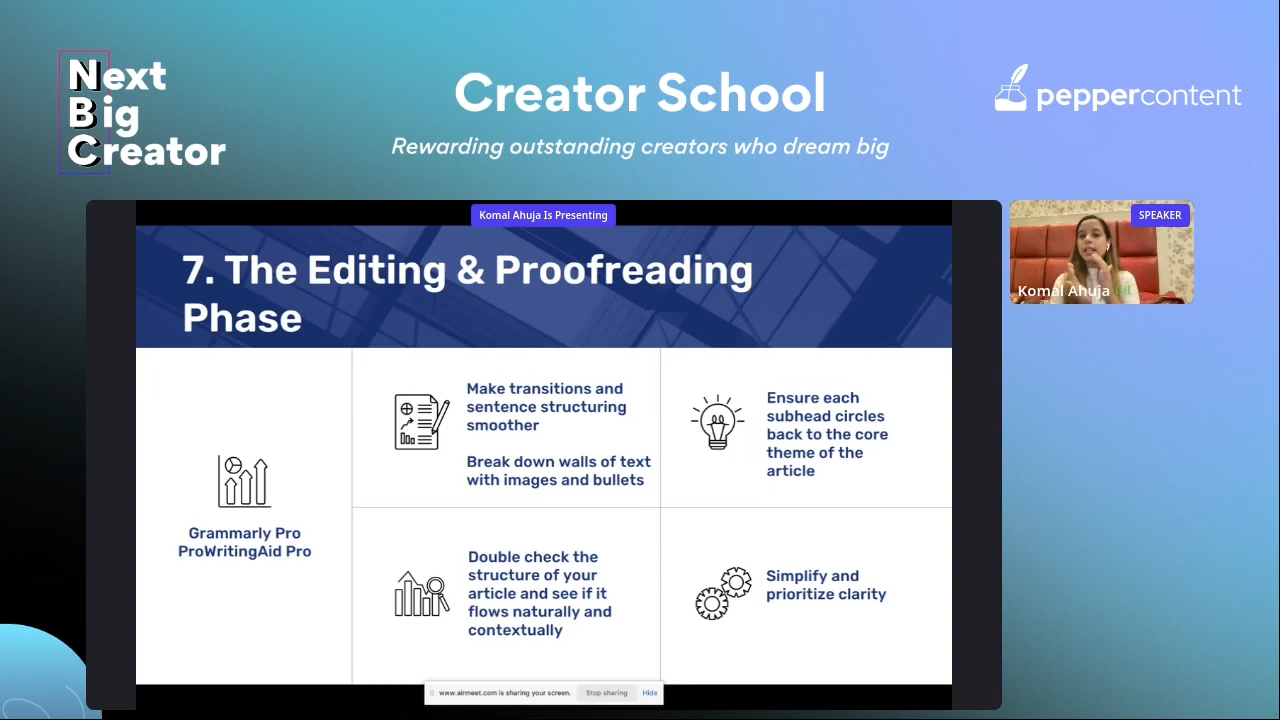 Next
Big
Creator
Creator School
Rewarding outstanding creators who dream big
peppercontent
Komal Ahuja Is Presenting
SPEAKER
Komal Ahuja
7. The Editing & Proofreading
Phase
Grammarly Pro
ProWritingAid Pro
Make transitions and
sentence structuring
smoother
Break down walls of text
with images and bullets
Ensure each
subhead circles
back to the core
theme of the
article
Double check the
structure of your
article and see if it
flows naturally and
contextually
Simplify and
prioritize clarity
www.airmeet.com is sharing your screen.
Stop sharing
Hide